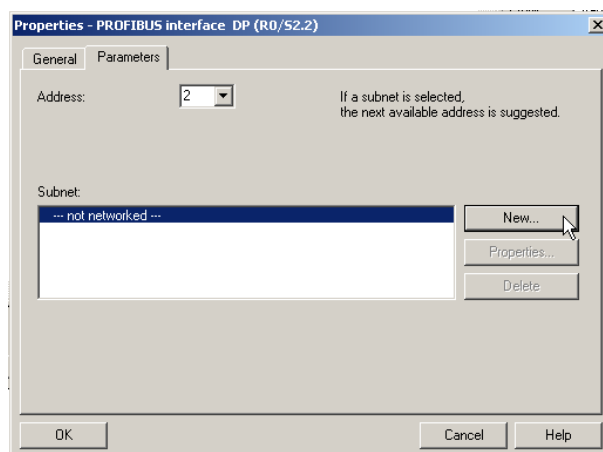 Properties - PROFIBUS interface DP (R0/S2.2)
General Parameters
Address: 2 If a subnet is selected,
the next available address is suggested.
Subnet:
--- not networked ---
New...
Properties...
Delete
OK Cancel Help